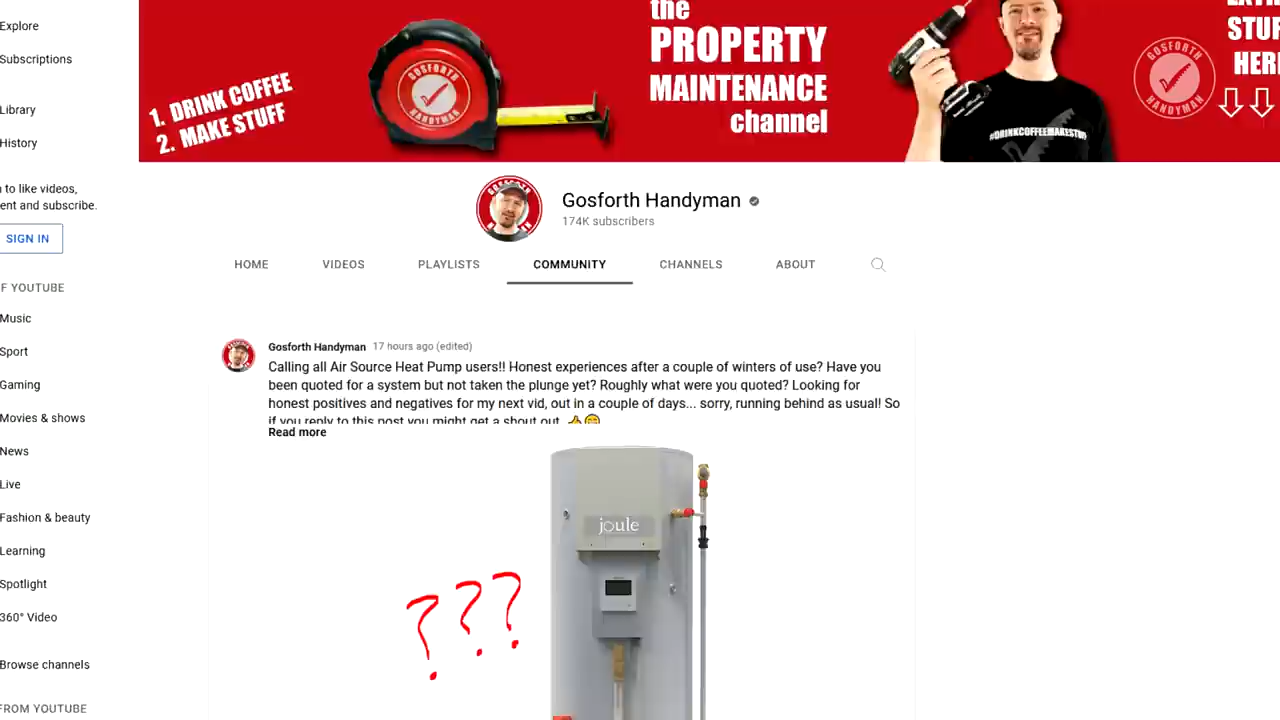 Explore
Subscriptions
Library
History
to like videos,
ent and subscribe.
SIGN IN
F YOUTUBE
Music
Sport
Gaming
Movies & shows
News
Live
Fashion & beauty
Learning
Spotlight
360° Video
Browse channels
FROM YOUTUBE
1. DRINK COFFEE
2. MAKE STUFF
GOSFORTH
HANDYMAN
the
PROPERTY
MAINTENANCE
channel
#DRINKCOFFEEMAKESTUFF
GOSFORTH
HANDYMAN
STUF
HERE
Gosforth Handyman
174K subscribers
HOME
VIDEOS
PLAYLISTS
COMMUNITY
CHANNELS
ABOUT
Gosforth Handyman 17 hours ago (edited)
Calling all Air Source Heat Pump users!! Honest experiences after a couple of winters of use? Have you
been quoted for a system but not taken the plunge yet? Roughly what were you quoted? Looking for
honest positives and negatives for my next vid, out in a couple of days... sorry, running behind as usual! So
if you reply to this post you might get a shout out. 👍😁
Read more
joule
???